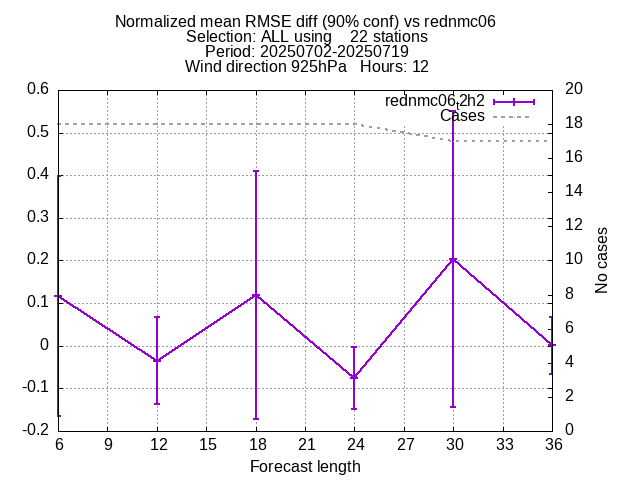 Normalized mean RMSE diff (90% conf) vs rednmc06
Selection: ALL using 22 stations
Period: 20250702-20250719
Wind direction 925hPa Hours: 12
rednmc06,2h2
Cases
0.6
0.5
0.4
0.3
0.2
0.1
0
-0.1
-0.2
20
18
16
14
12
10
8
6
4
2
0
No cases
6 9 12 15 18 21 24 27 30 33 36
Forecast length